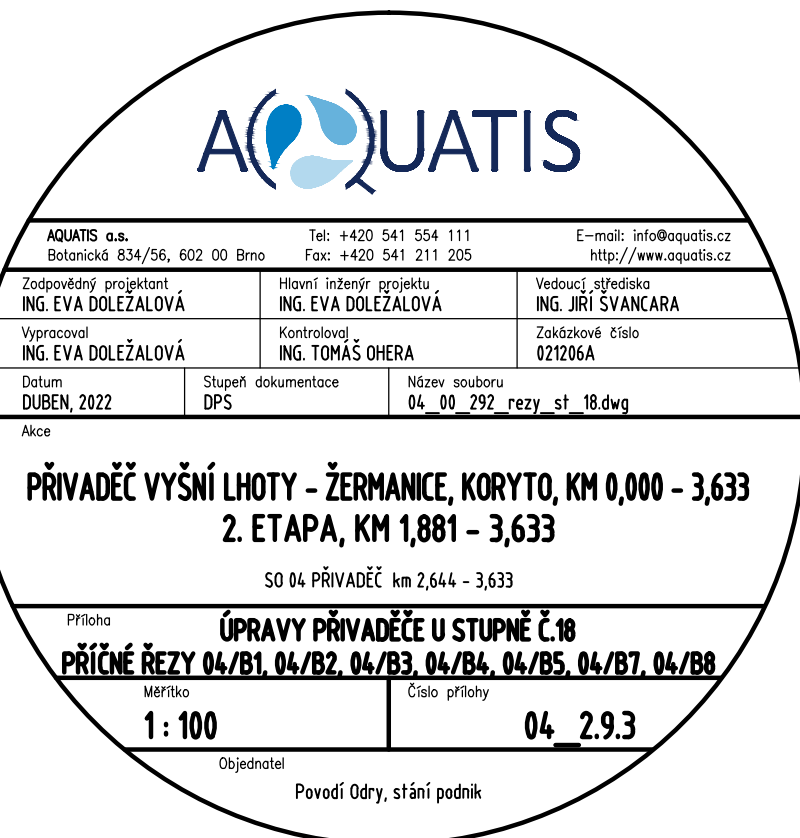 AQUATIS
AQUATIS a.s. Tel: +420 541 554 111 E-mail: info@aquatis.cz
Botanická 834/56, 602 00 Brno Fax: +420 541 211 205 http://www.aquatis.cz
Zodpovědný projektant Hlavní inženýr projektu Vedoucí střediska
ING. EVA DOLEŽALOVÁ ING. EVA DOLEŽALOVÁ ING. JIŘÍ ŠVANCARA
Vypracoval Kontroloval Zakázkové číslo
ING. EVA DOLEŽALOVÁ ING. TOMÁŠ OHERA 021206A
Datum Stupeň dokumentace Název souboru
DUBEN, 2022 DPS 04_00_292_rezy_st_18.dwg
Akce
PŘIVADĚČ VYŠNÍ LHOTY - ŽERMANICE, KORYTO, KM 0,000 - 3,633
2. ETAPA, KM 1,881 - 3,633
SO 04 PŘIVADĚČ km 2,644 - 3,633
Příloha
ÚPRAVY PŘIVADĚČE U STUPNĚ Č.18
PŘÍČNÉ ŘEZY 04/B1, 04/B2, 04/B3, 04/B4, 04/B5, 04/B7, 04/B8
Měřítko Číslo přílohy
1 : 100 04_2.9.3
Objednatel
Povodí Odry, stání podnik